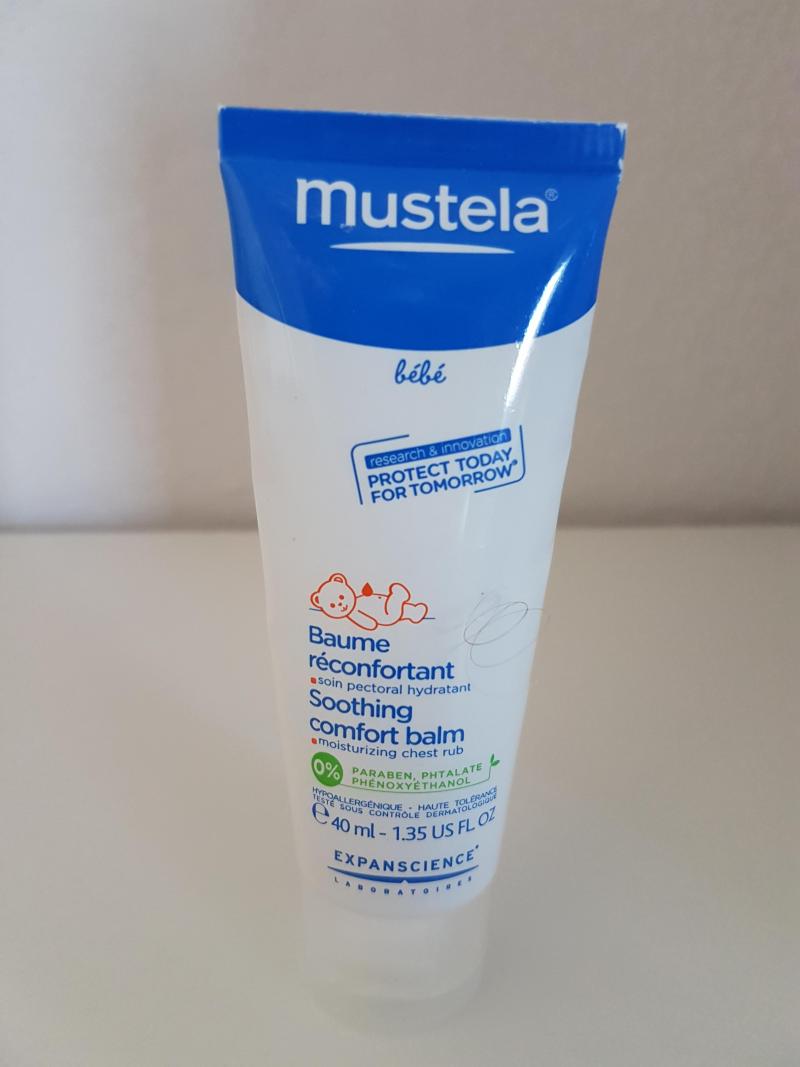 mustela®
bébé
research & innovation
PROTECT TODAY
FOR TOMORROW®
Baume
réconfortant
soin pectoral hydratant
Soothing
comfort balm
moisturizing chest rub
0% PARABEN, PHTALATE
PHÉNOXYÉTHANOL
HYPOALLERGÉNIQUE - HAUTE TOLÉRANCE
TESTÉ SOUS CONTRÔLE DERMATOLOGIQUE
℮ 40 ml - 1.35 US FL OZ
EXPANSCIENCE®
LABORATOIRES